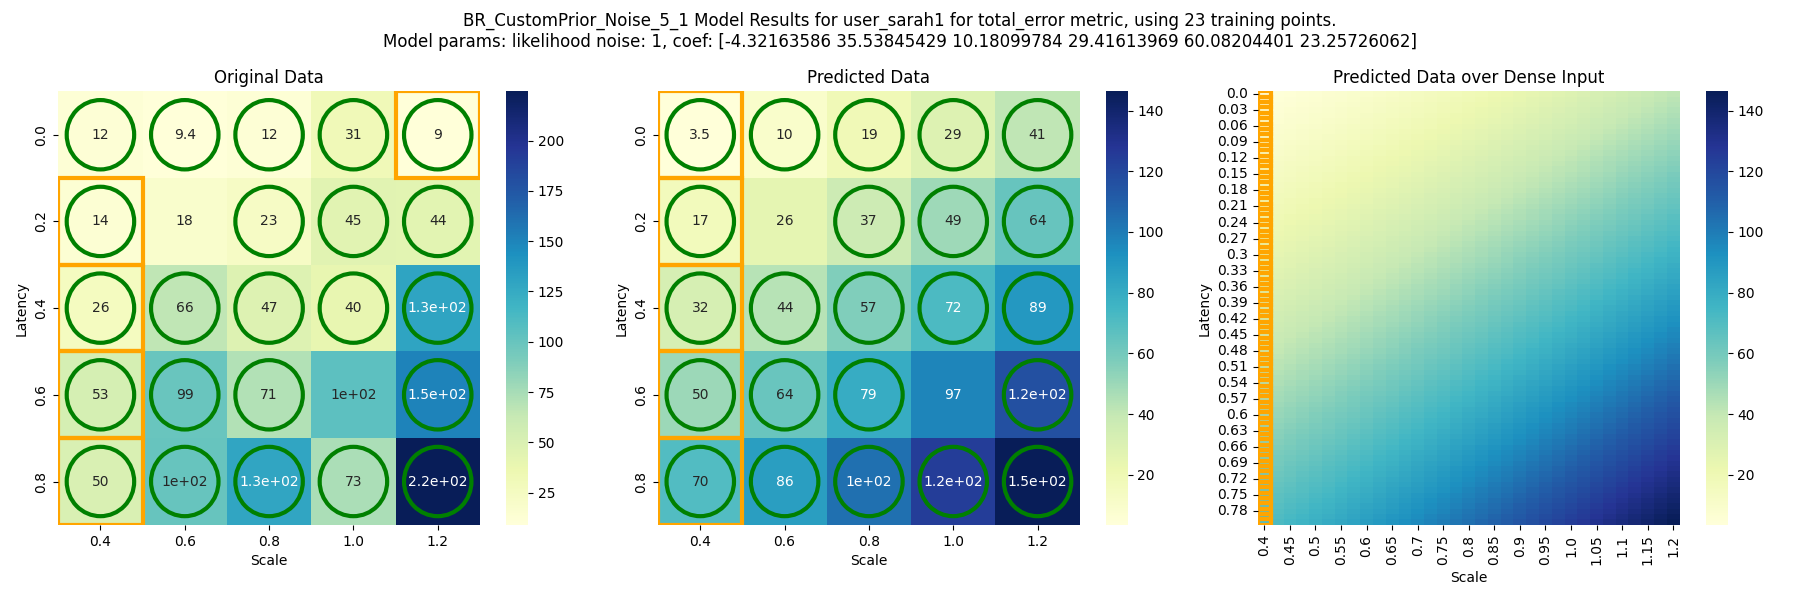 BR_CustomPrior_Noise_5_1 Model Results for user_sarah1 for total_error metric, using 23 training points.
Model params: likelihood noise: 1, coef: [-4.32163586 35.53845429 10.18099784 29.41613969 60.08204401 23.25726062]
Original Data
0.0 12 9.4 12 31 9
0.2 14 18 23 45 44
0.4 26 66 47 40 1.3e+02
0.6 53 99 71 1e+02 1.5e+02
0.8 50 1e+02 1.3e+02 73 2.2e+02
0.4 0.6 0.8 1.0 1.2
Scale
Latency
200
175
150
125
100
75
50
25
Predicted Data
0.0 3.5 10 19 29 41
0.2 17 26 37 49 64
0.4 32 44 57 72 89
0.6 50 64 79 97 1.2e+02
0.8 70 86 1e+02 1.2e+02 1.5e+02
0.4 0.6 0.8 1.0 1.2
Scale
Latency
140
120
100
80
60
40
20
Predicted Data over Dense Input
0.0
0.03
0.06
0.09
0.12
0.15
0.18
0.21
0.24
0.27
0.3
0.33
0.36
0.39
0.42
0.45
0.48
0.51
0.54
0.57
0.6
0.63
0.66
0.69
0.72
0.75
0.78
0.4 0.45 0.5 0.55 0.6 0.65 0.7 0.75 0.8 0.85 0.9 0.95 1.0 1.05 1.1 1.15 1.2
Scale
Latency
140
120
100
80
60
40
20